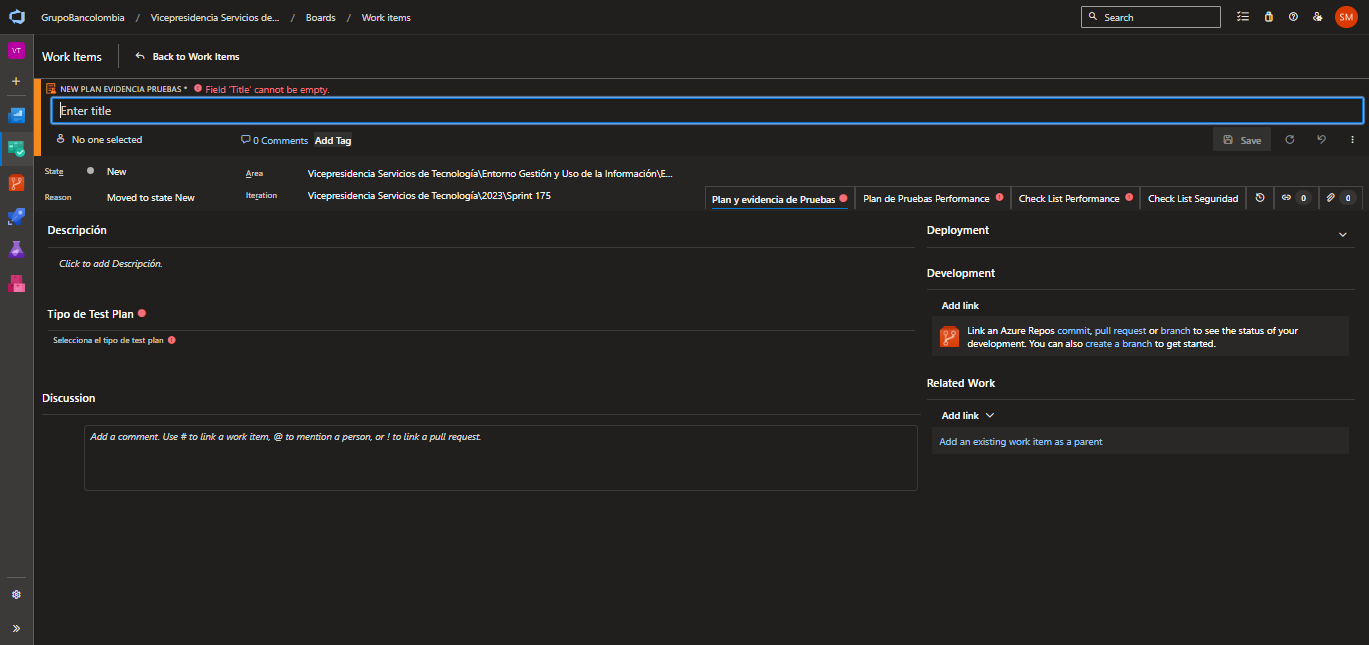 GrupoBancolombia / Vicepresidencia Servicios de... / Boards / Work items
Search
SM
VT
Work Items
Back to Work Items
NEW PLAN EVIDENCIA PRUEBAS * Field 'Title' cannot be empty.
Enter title
No one selected
0 Comments
Add Tag
Save
State
New
Area
Vicepresidencia Servicios de Tecnología\Entorno Gestión y Uso de la Información\E...
Reason
Moved to state New
Iteration
Vicepresidencia Servicios de Tecnología\2023\Sprint 175
Plan y evidencia de Pruebas
Plan de Pruebas Performance
Check List Performance
Check List Seguridad
0
0
Descripción
Click to add Descripción.
Tipo de Test Plan
Selecciona el tipo de test plan
Discussion
Add a comment. Use # to link a work item, @ to mention a person, or ! to link a pull request.
Deployment
Development
Add link
Link an Azure Repos commit, pull request or branch to see the status of your
development. You can also create a branch to get started.
Related Work
Add link
Add an existing work item as a parent